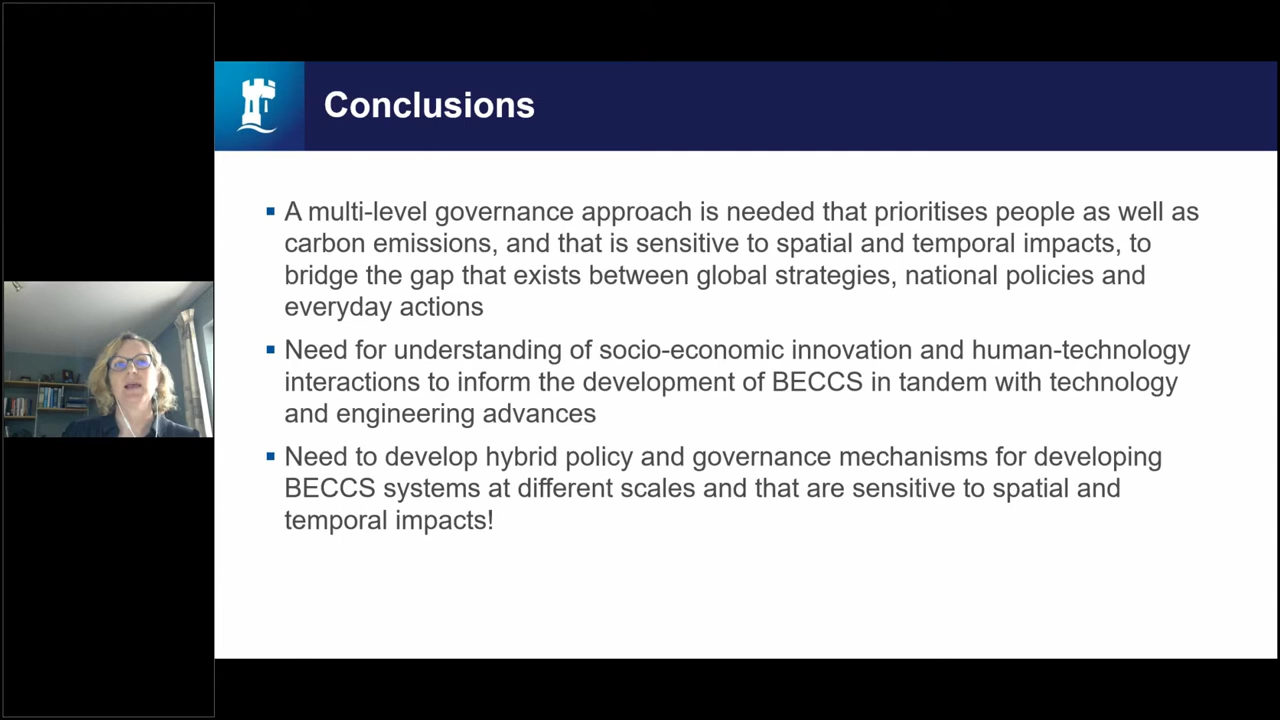 Conclusions
A multi-level governance approach is needed that prioritises people as well as
carbon emissions, and that is sensitive to spatial and temporal impacts, to
bridge the gap that exists between global strategies, national policies and
everyday actions
Need for understanding of socio-economic innovation and human-technology
interactions to inform the development of BECCS in tandem with technology
and engineering advances
Need to develop hybrid policy and governance mechanisms for developing
BECCS systems at different scales and that are sensitive to spatial and
temporal impacts!